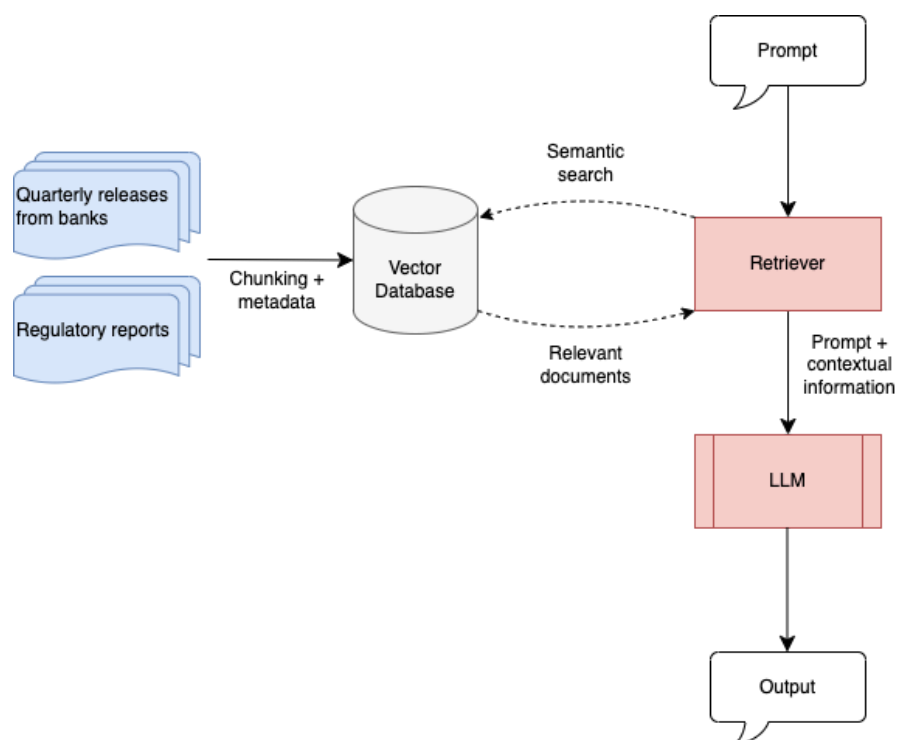 Prompt
Semantic
search
Quarterly releases
from banks
Vector
Database
Retriever
Chunking +
metadata
Regulatory reports
Relevant
documents
Prompt +
contextual
information
LLM
Output